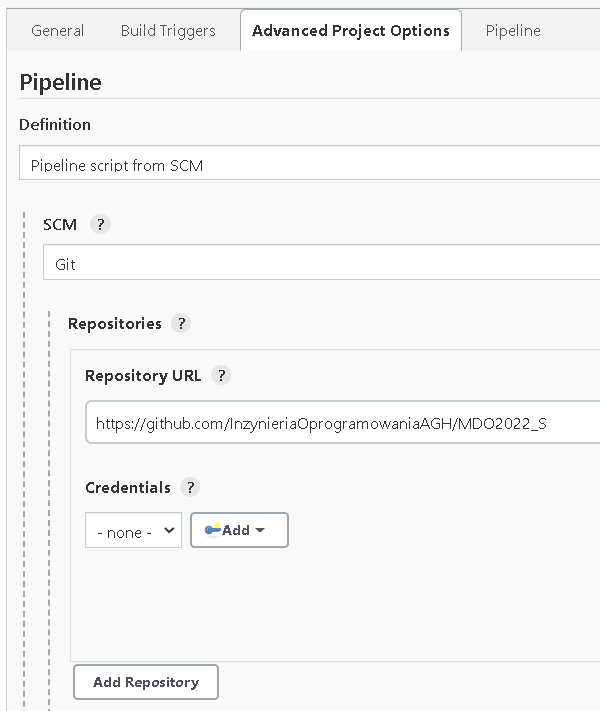 General Build Triggers Advanced Project Options Pipeline
Pipeline
Definition
Pipeline script from SCM
SCM ?
Git
Repositories ?
Repository URL ?
https://github.com/InzynieriaOprogramowaniaAGH/MDO2022_S
Credentials ?
- none - Add
Add Repository